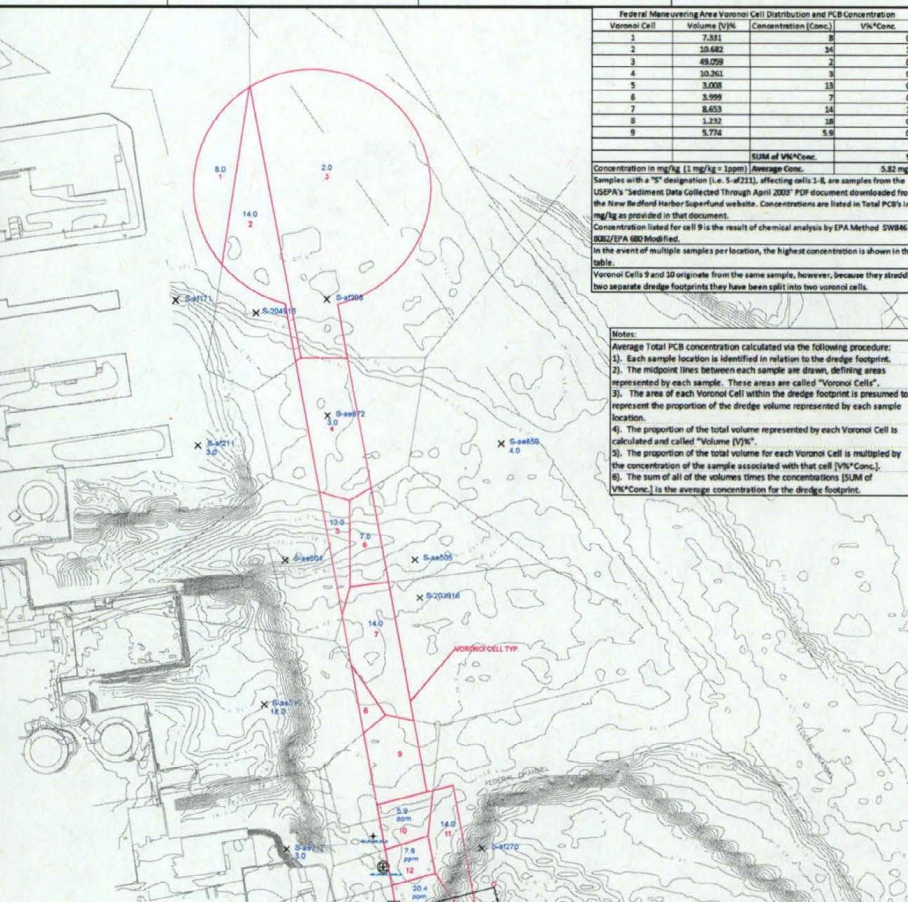 Federal Maneuvering Area Voronoi Cell Distribution and PCB Concentration
Voronoi Cell Volume (V)% Concentration (Conc.) V%*Conc.
1 7.331 8
2 10.682 14
3 49.059 2
4 10.261 3
5 3.008 13
6 3.999 7
7 8.653 14
8 1.232 18
9 5.774 5.9
SUM of V%*Conc.
Concentration in mg/kg (1 mg/kg = 1ppm) Average Conc. 5.82 mg
Samples with a "S" designation (i.e. S-af211), affecting cells 1-8, are samples from the
USEPA's "Sediment Data Collected Through April 2003" PDF document downloaded fro
the New Bedford Harbor Superfund website. Concentrations are listed in Total PCB's in
mg/kg as provided in that document.
Concentration listed for cell 9 is the result of chemical analysis by EPA Method SW846
8082/EPA 680 Modified.
In the event of multiple samples per location, the highest concentration is shown in th
table.
Voronoi Cells 9 and 10 originate from the same sample, however, because they straddl
two separate dredge footprints they have been split into two voronoi cells.
Notes:
Average Total PCB concentration calculated via the following procedure:
1). Each sample location is identified in relation to the dredge footprint.
2). The midpoint lines between each sample are drawn, defining areas
represented by each sample. These areas are called "Voronoi Cells".
3). The area of each Voronoi Cell within the dredge footprint is presumed to
represent the proportion of the dredge volume represented by each sample
location.
4). The proportion of the total volume represented by each Voronoi Cell is
calculated and called "Volume (V)%".
5). The proportion of the total volume for each Voronoi Cell is multipled by
the concentration of the sample associated with that cell [V%*Conc.].
6). The sum of all of the volumes times the concentrations [SUM of
V%*Conc.] is the average concentration for the dredge footprint.
8.0
1
2.0
3
14.0
2
S-af171
S-204916
S-af208
S-ae672
3.0
4
S-af211
3.0
S-ae659
4.0
13.0
5
7.0
6
S-ae504
S-ae505
S-203916
14.0
7
VORONOI CELL TYP.
18.0
8
9
FEDERAL CHANNEL
5.9
ppm
10
14.0
11
7.9
ppm
12
3.0
S-af270
20.4
ppm